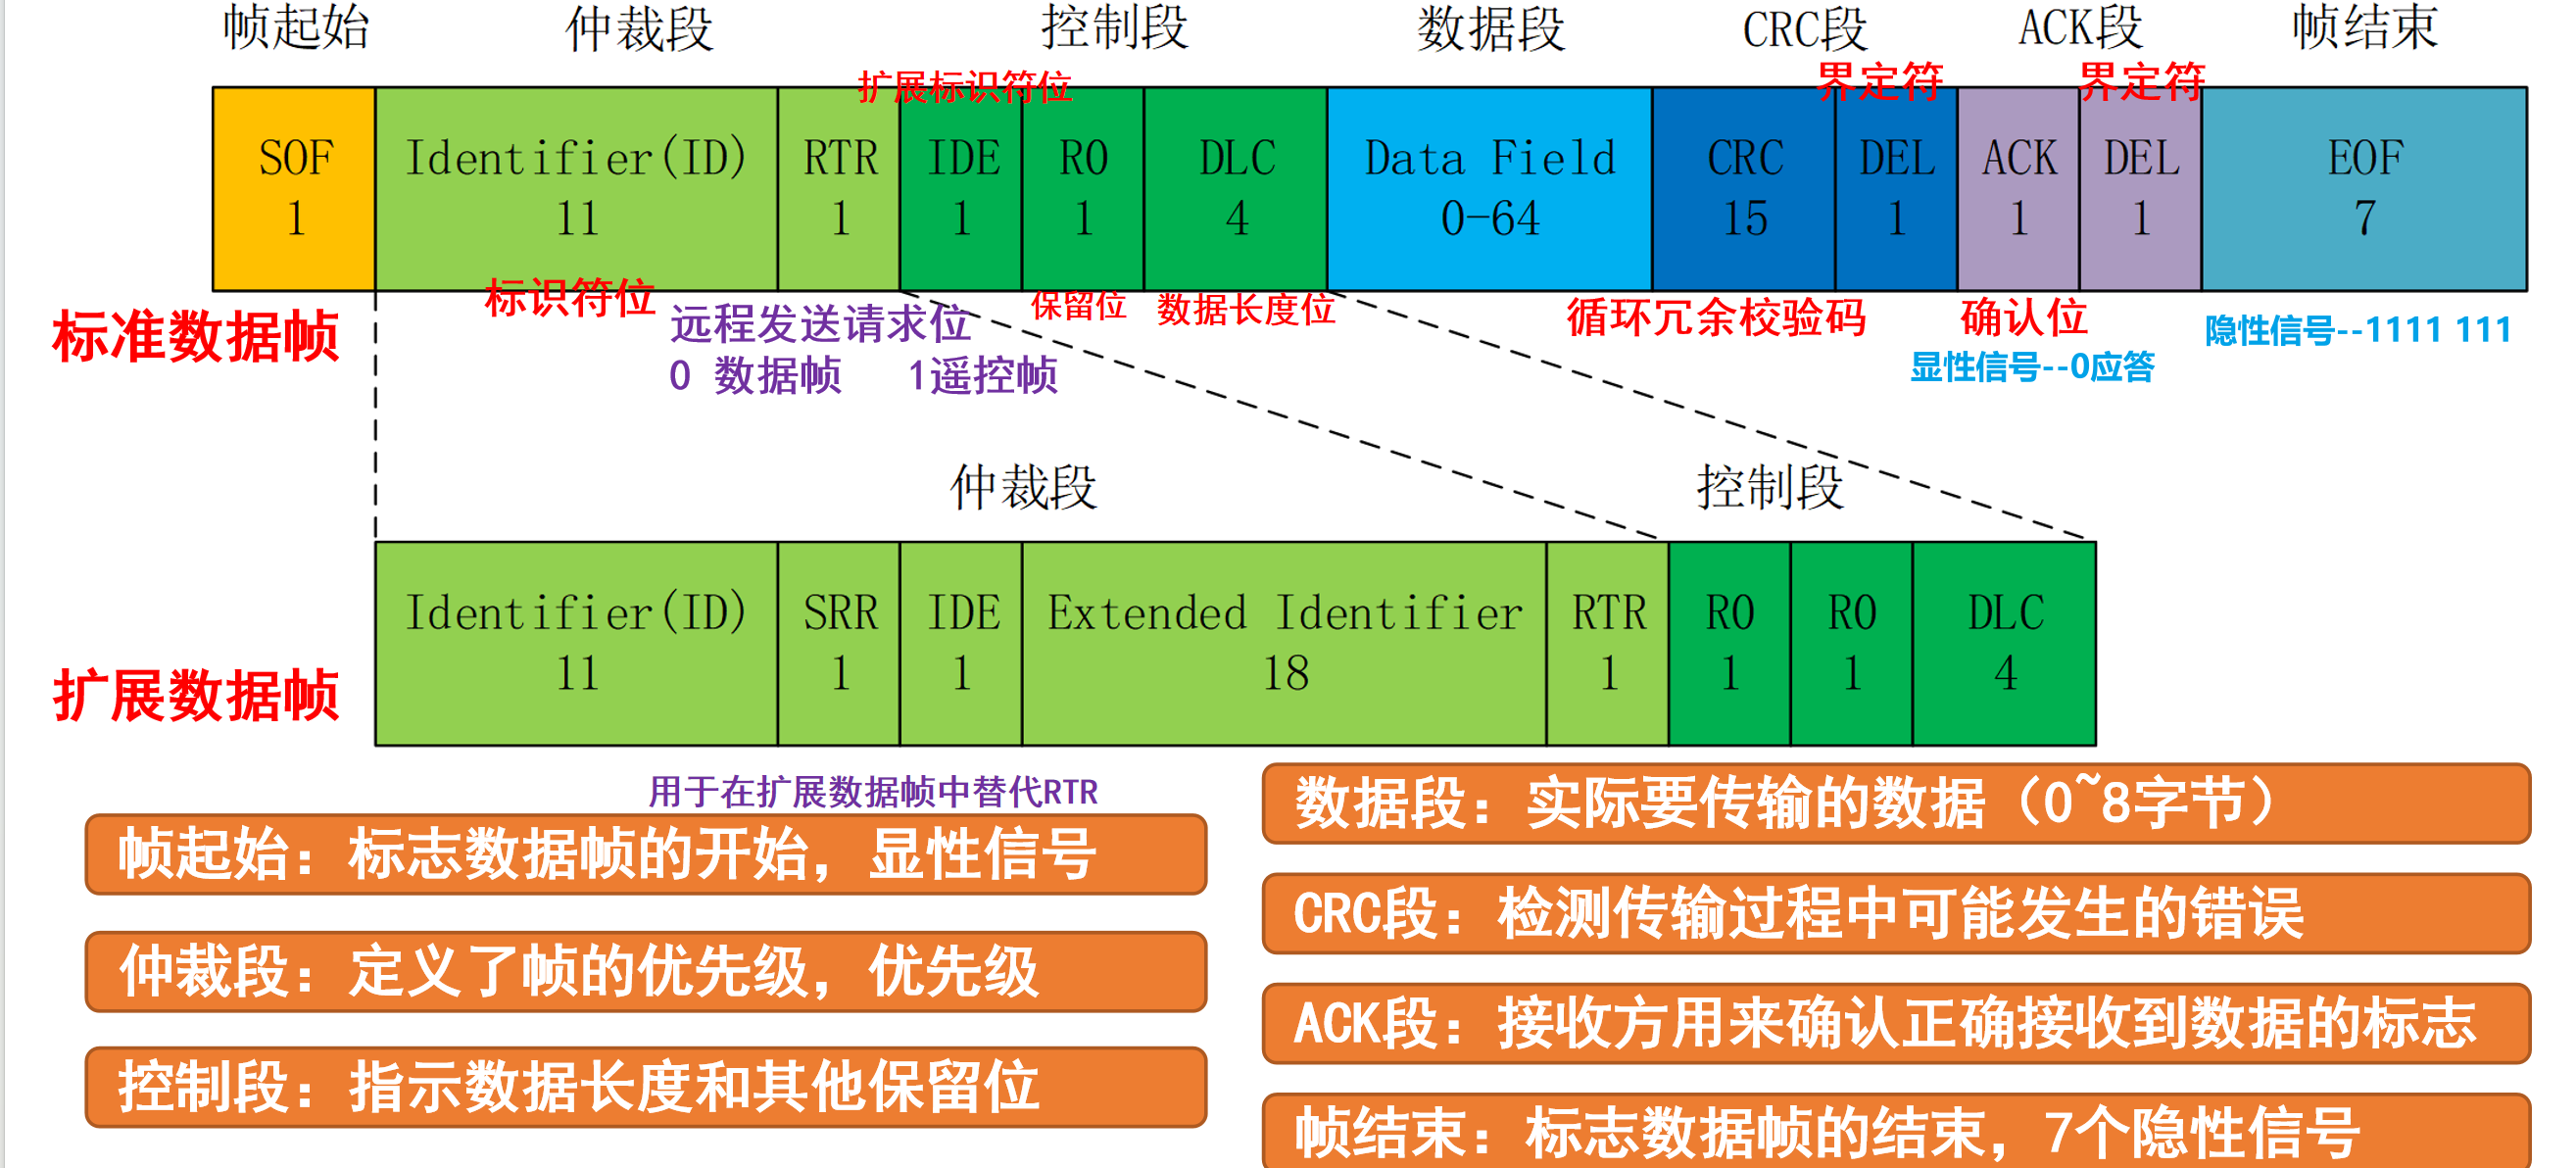 帧起始 仲裁段 控制段 数据段 CRC段 ACK段 帧结束
扩展标识符位 界定符 界定符
SOF Identifier(ID) RTR IDE R0 DLC Data Field CRC DEL ACK DEL EOF
1 11 1 1 1 4 0-64 15 1 1 1 7
标识符位 保留位 数据长度位 循环冗余校验码 确认位
标准数据帧 远程发送请求位 隐性信号--1111 111
0 数据帧 1遥控帧 显性信号--0应答
仲裁段 控制段
Identifier(ID) SRR IDE Extended Identifier RTR R0 R0 DLC
11 1 1 18 1 1 1 4
扩展数据帧
用于在扩展数据帧中替代RTR
帧起始：标志数据帧的开始，显性信号
仲裁段：定义了帧的优先级，优先级
控制段：指示数据长度和其他保留位
数据段：实际要传输的数据（0~8字节）
CRC段：检测传输过程中可能发生的错误
ACK段：接收方用来确认正确接收到数据的标志
帧结束：标志数据帧的结束，7个隐性信号